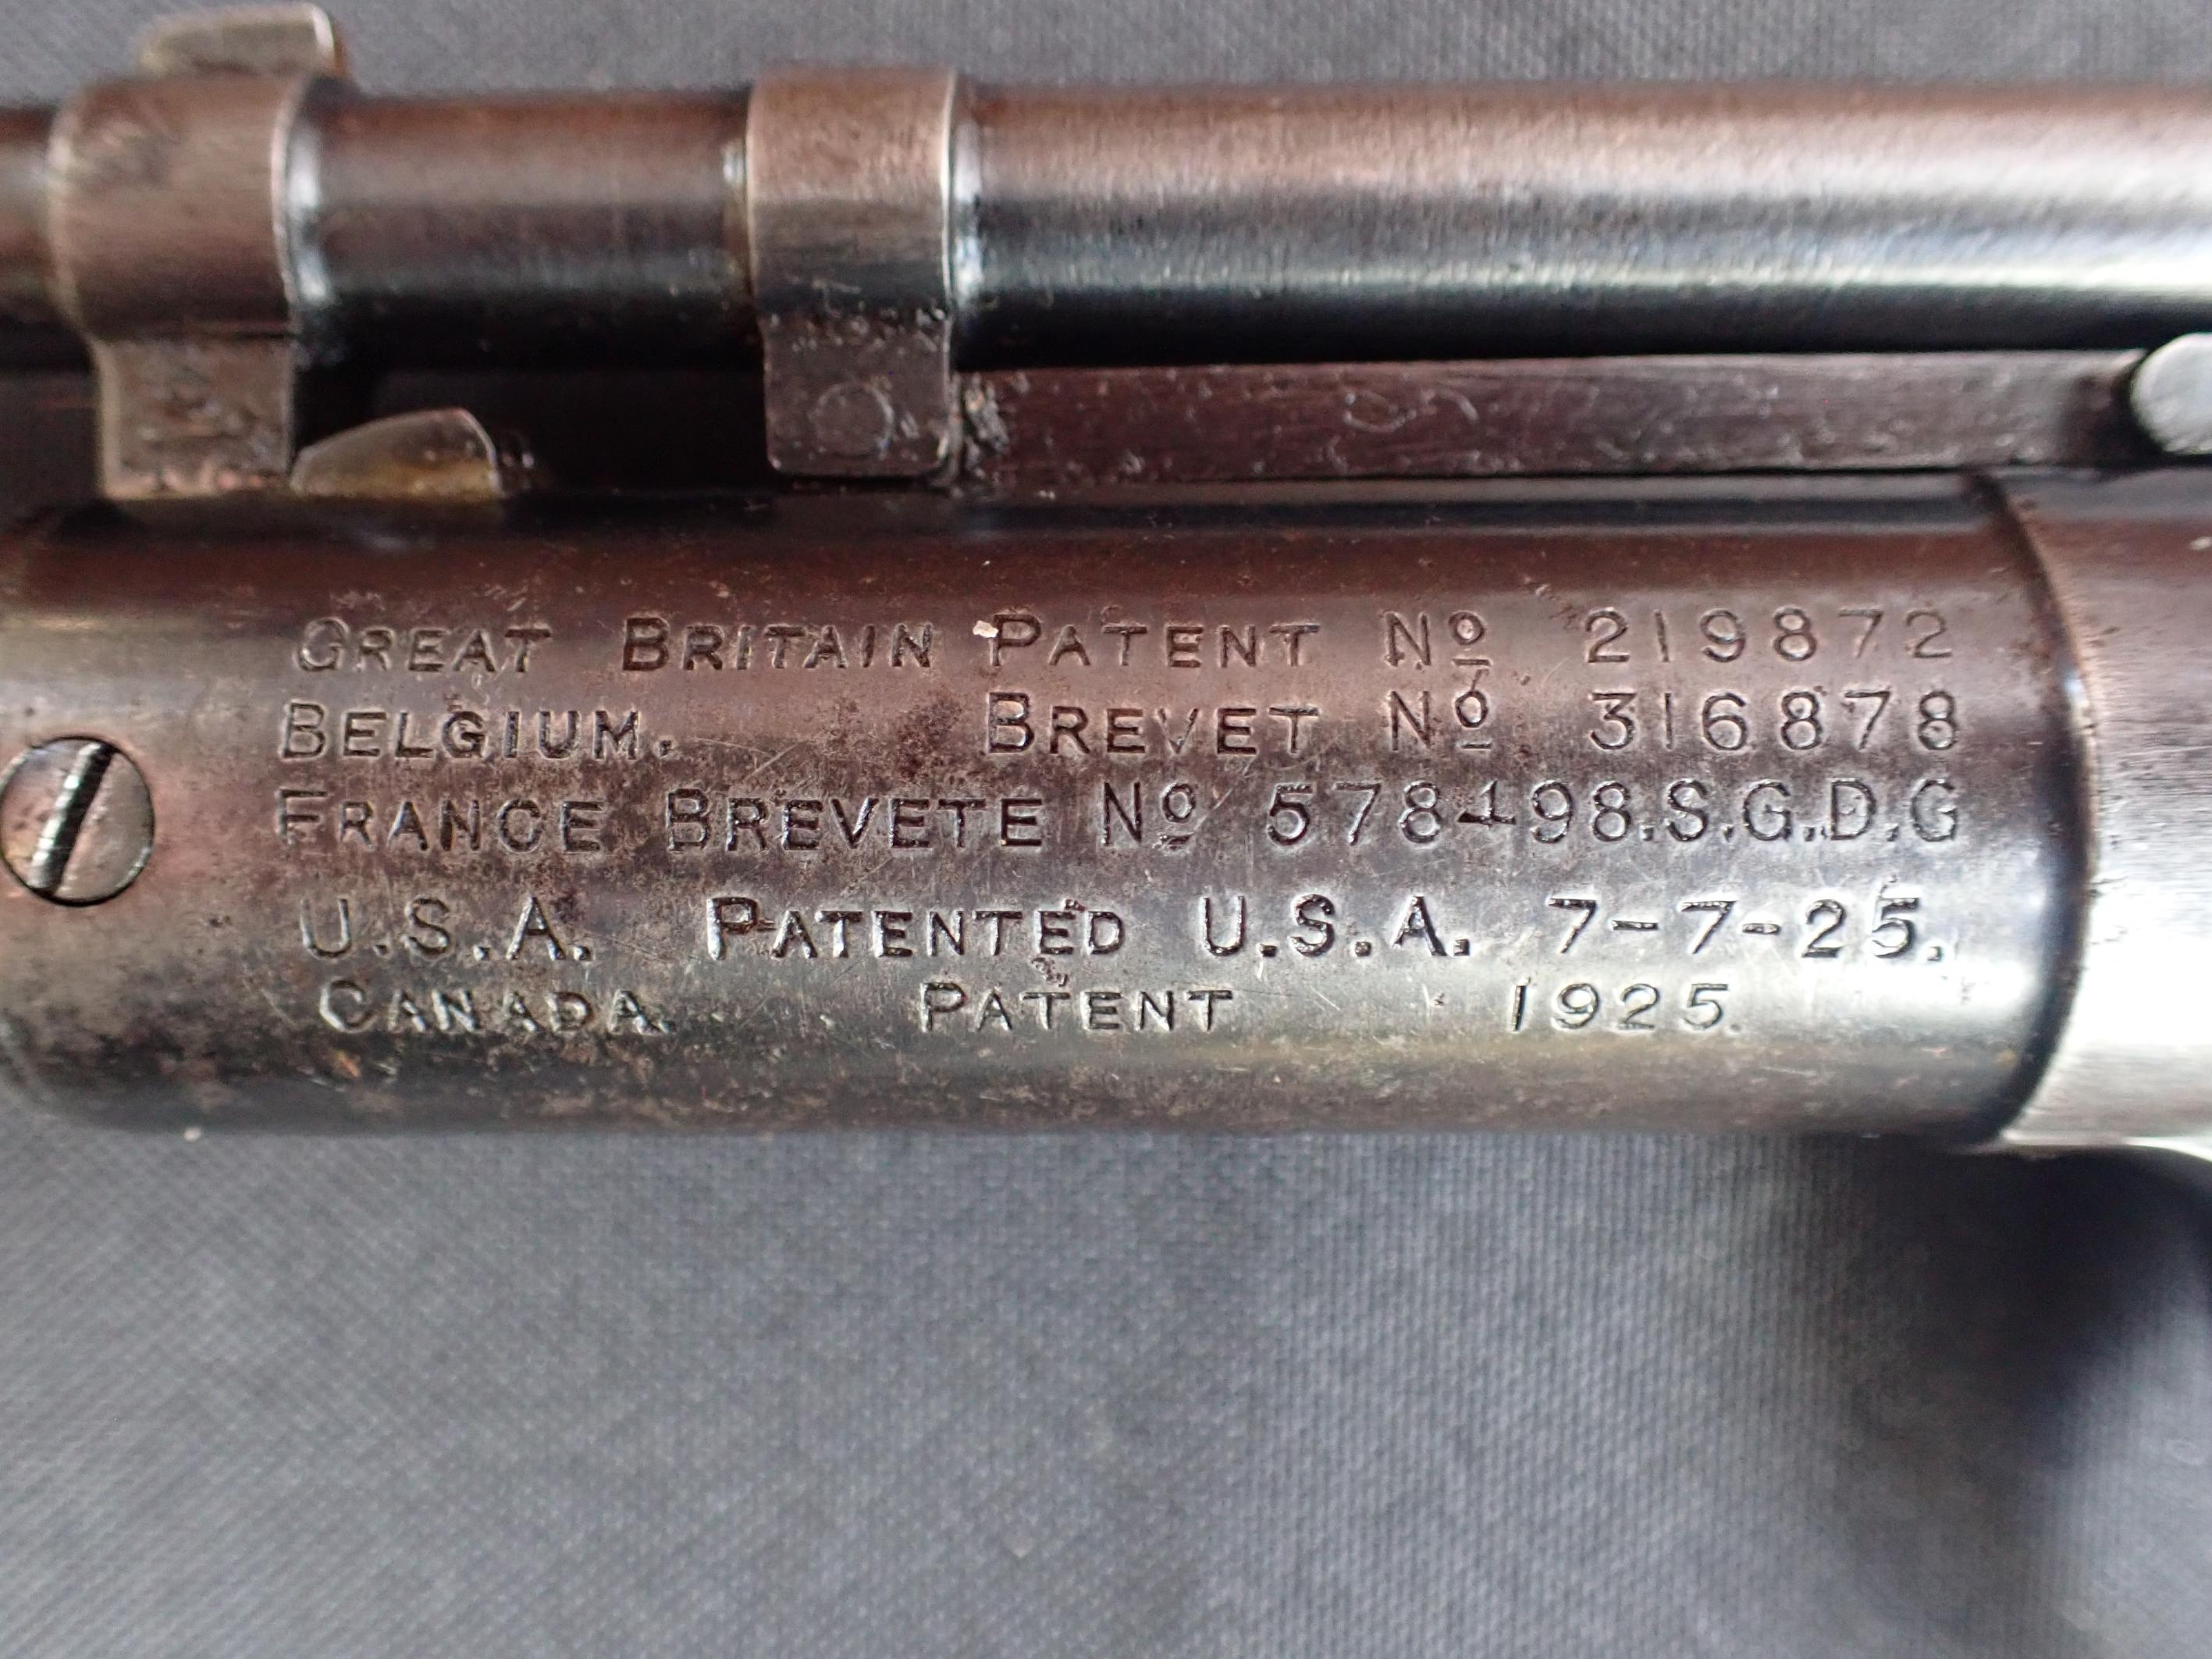 GREAT BRITAIN PATENT Nº 219872
BELGIUM. BREVET Nº 316878
FRANCE BREVETE Nº 578498.S.G.D.G
U.S.A. PATENTED U.S.A. 7-7-25.
CANADA. PATENT 1925.